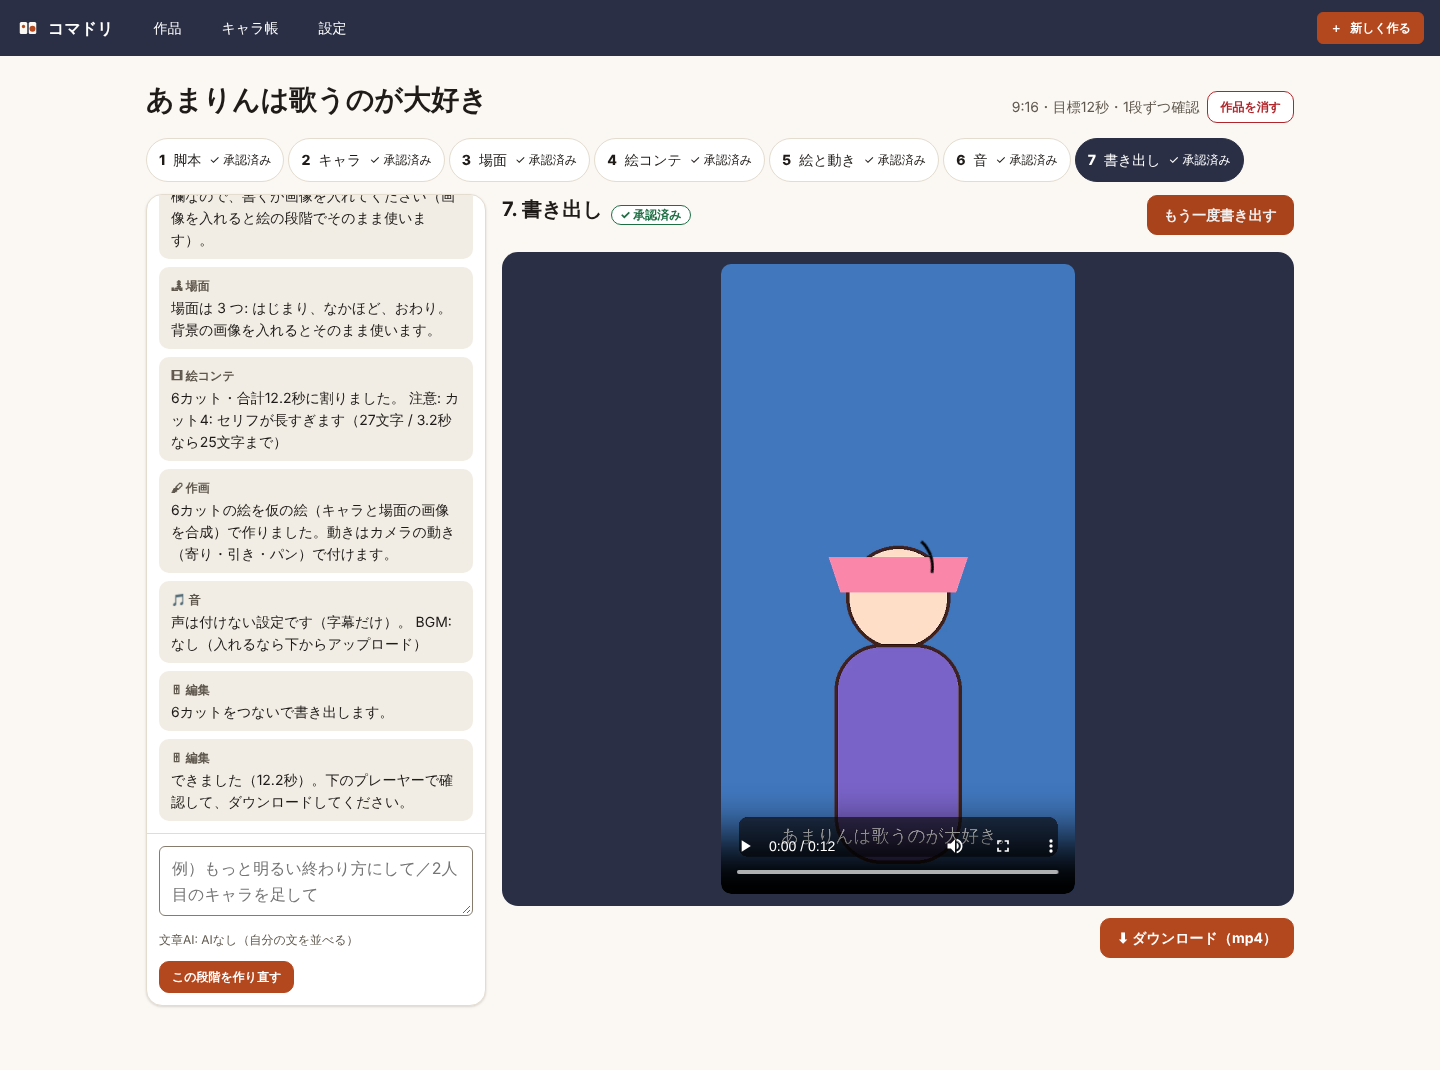 コマドリ 作品 キャラ帳 設定 + 新しく作る
あまりんは歌うのが大好き
9:16・目標12秒・1段ずつ確認 作品を消す
1 脚本 ✓ 承認済み 2 キャラ ✓ 承認済み 3 場面 ✓ 承認済み 4 絵コンテ ✓ 承認済み 5 絵と動き ✓ 承認済み 6 音 ✓ 承認済み 7 書き出し ✓ 承認済み
欄なので、書くか画像を入れてください（画
像を入れると絵の段階でそのまま使いま
す）。
場面
場面は 3 つ: はじまり、なかほど、おわり。
背景の画像を入れるとそのまま使います。
絵コンテ
6カット・合計12.2秒に割りました。 注意: カ
ット4: セリフが長すぎます（27文字 / 3.2秒
なら25文字まで）
作画
6カットの絵を仮の絵（キャラと場面の画像
を合成）で作りました。動きはカメラの動き
（寄り・引き・パン）で付けます。
音
声は付けない設定です（字幕だけ）。 BGM:
なし（入れるなら下からアップロード）
編集
6カットをつないで書き出します。
編集
できました（12.2秒）。下のプレーヤーで確
認して、ダウンロードしてください。
例）もっと明るい終わり方にして／2人
目のキャラを足して
文章AI: AIなし（自分の文を並べる）
この段階を作り直す
7. 書き出し ✓ 承認済み もう一度書き出す
あまりんは歌うのが大好き
0:00 / 0:12
⬇ ダウンロード（mp4）